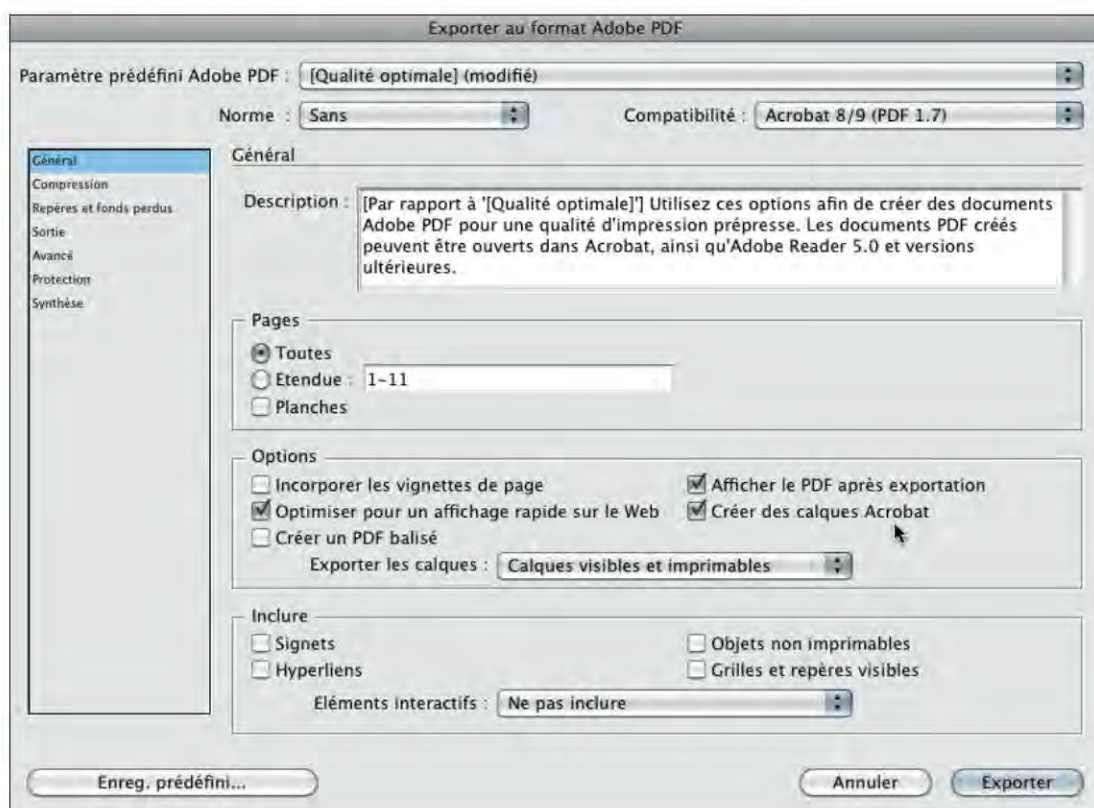 Exporter au format Adobe PDF
Paramètre prédéfini Adobe PDF : [Qualité optimale] (modifié)
Norme : Sans Compatibilité : Acrobat 8/9 (PDF 1.7)
Général
Compression
Repères et fonds perdus
Sortie
Avancé
Protection
Synthèse
Général
Description : [Par rapport à '[Qualité optimale]'] Utilisez ces options afin de créer des documents
Adobe PDF pour une qualité d'impression prépresse. Les documents PDF créés
peuvent être ouverts dans Acrobat, ainsi qu'Adobe Reader 5.0 et versions
ultérieures.
Pages
Toutes
Etendue : 1-11
Planches
Options
Incorporer les vignettes de page Afficher le PDF après exportation
Optimiser pour un affichage rapide sur le Web Créer des calques Acrobat
Créer un PDF balisé
Exporter les calques : Calques visibles et imprimables
Inclure
Signets Objets non imprimables
Hyperliens Grilles et repères visibles
Eléments interactifs : Ne pas inclure
Enreg. prédéfini... Annuler Exporter